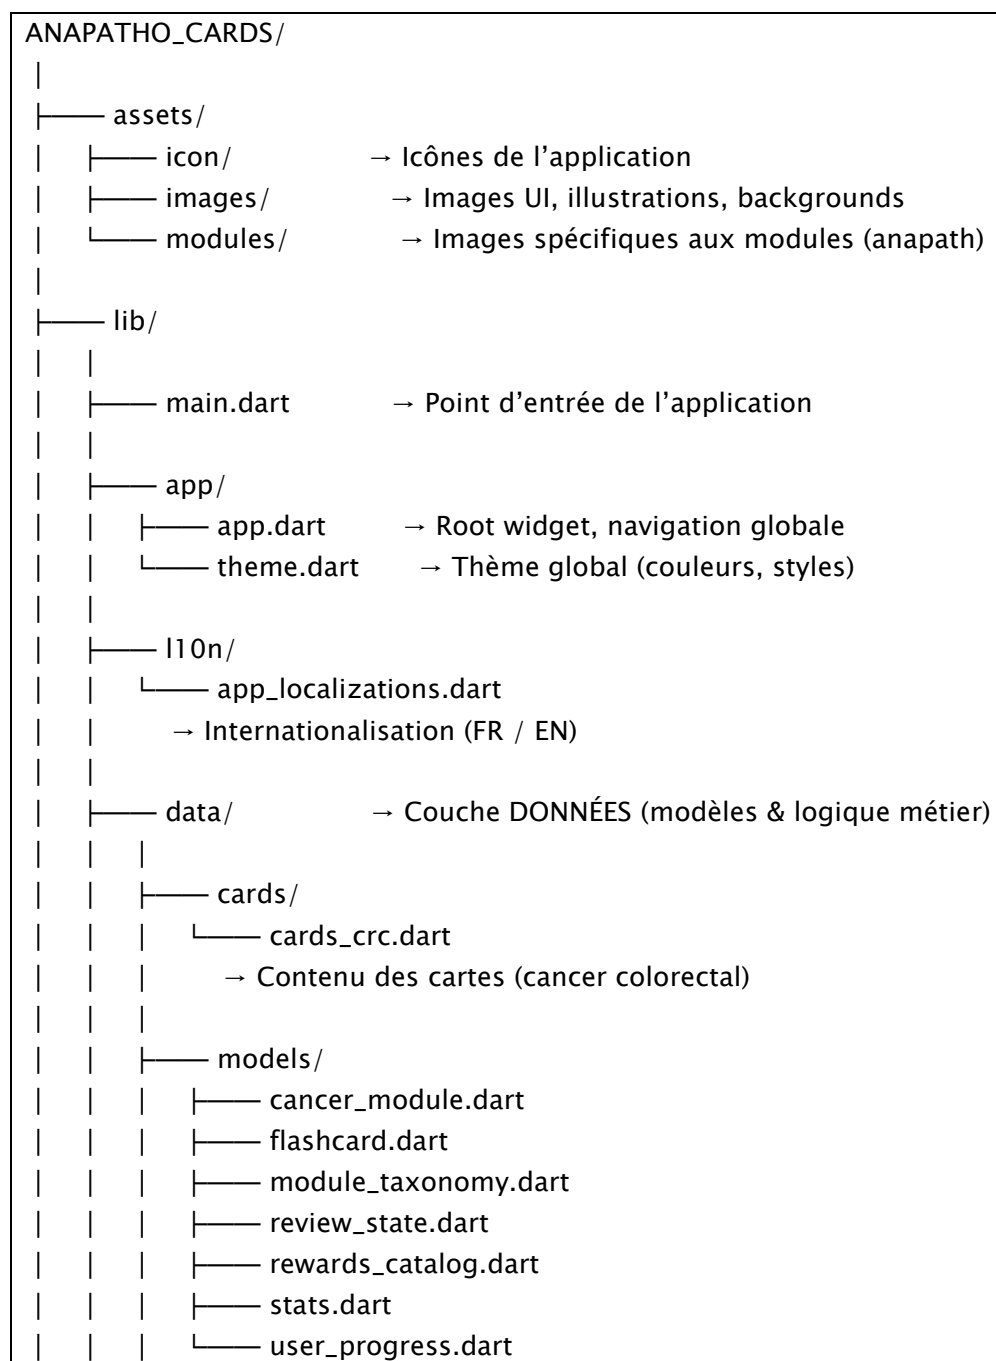 ANAPATHO_CARDS/
│
├── assets/
│ ├── icon/ → Icônes de l’application
│ ├── images/ → Images UI, illustrations, backgrounds
│ └── modules/ → Images spécifiques aux modules (anapath)
│
├── lib/
│ │
│ ├── main.dart → Point d’entrée de l’application
│ │
│ ├── app/
│ │ ├── app.dart → Root widget, navigation globale
│ │ └── theme.dart → Thème global (couleurs, styles)
│ │
│ ├── l10n/
│ │ └── app_localizations.dart
│ │ → Internationalisation (FR / EN)
│ │
│ ├── data/ → Couche DONNÉES (modèles & logique métier)
│ │ │
│ │ ├── cards/
│ │ │ └── cards_crc.dart
│ │ │ → Contenu des cartes (cancer colorectal)
│ │ │
│ │ ├── models/
│ │ │ ├── cancer_module.dart
│ │ │ ├── flashcard.dart
│ │ │ ├── module_taxonomy.dart
│ │ │ ├── review_state.dart
│ │ │ ├── rewards_catalog.dart
│ │ │ ├── stats.dart
│ │ │ └── user_progress.dart